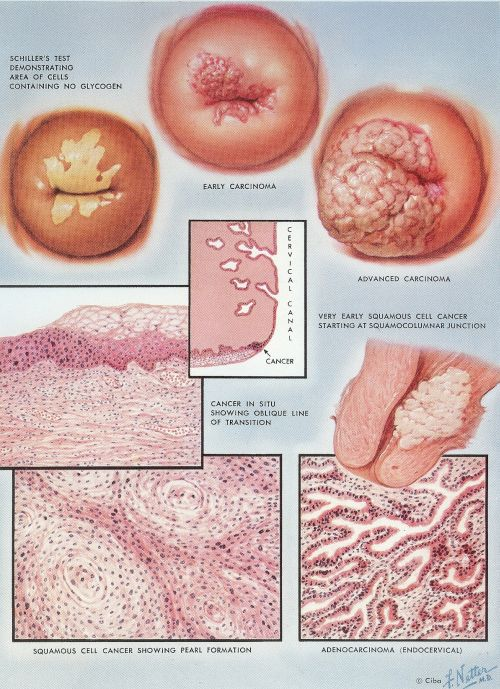 SCHILLER'S TEST
DEMONSTRATING
AREA OF CELLS
CONTAINING NO GLYCOGEN
EARLY CARCINOMA
ADVANCED CARCINOMA
CERVICAL CANAL
CANCER
VERY EARLY SQUAMOUS CELL CANCER
STARTING AT SQUAMOCOLUMNAR JUNCTION
CANCER IN SITU
SHOWING OBLIQUE LINE
OF TRANSITION
SQUAMOUS CELL CANCER SHOWING PEARL FORMATION
ADENOCARCINOMA (ENDOCERVICAL)
© Ciba
F. Netter
M.D.